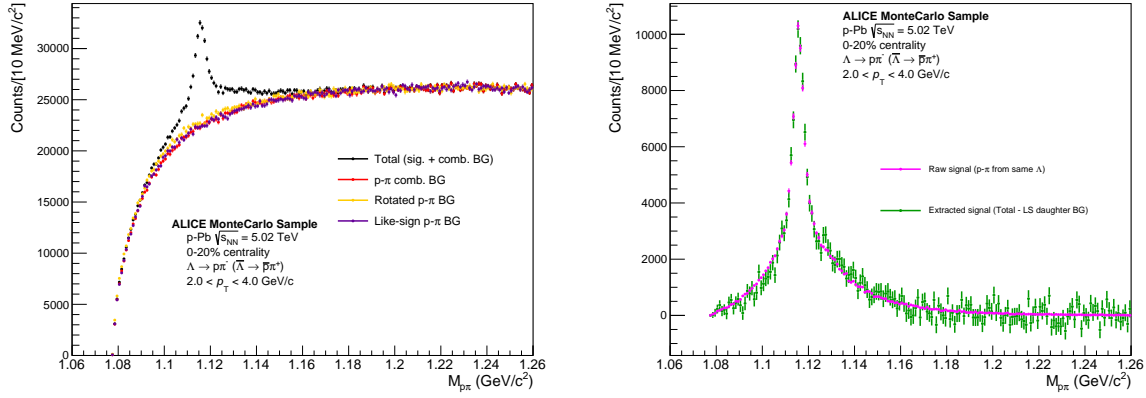 Counts/[10 MeV/c²]
30000
25000
20000
15000
10000
5000
0
Total (sig. + comb. BG)
p-π comb. BG
Rotated p-π BG
Like-sign p-π BG
ALICE MonteCarlo Sample
p-Pb √s_NN = 5.02 TeV
0-20% centrality
Λ → pπ⁻ (Λ̅ → p̅π⁺)
2.0 < p_T < 4.0 GeV/c
1.06 1.08 1.1 1.12 1.14 1.16 1.18 1.2 1.22 1.24 1.26
M_pπ (GeV/c²)
Counts/[10 MeV/c²]
10000
8000
6000
4000
2000
0
ALICE MonteCarlo Sample
p-Pb √s_NN = 5.02 TeV
0-20% centrality
Λ → pπ⁻ (Λ̅ → p̅π⁺)
2.0 < p_T < 4.0 GeV/c
Raw signal (p-π from same Λ)
Extracted signal (Total - LS daughter BG)
1.06 1.08 1.1 1.12 1.14 1.16 1.18 1.2 1.22 1.24 1.26
M_pπ (GeV/c²)